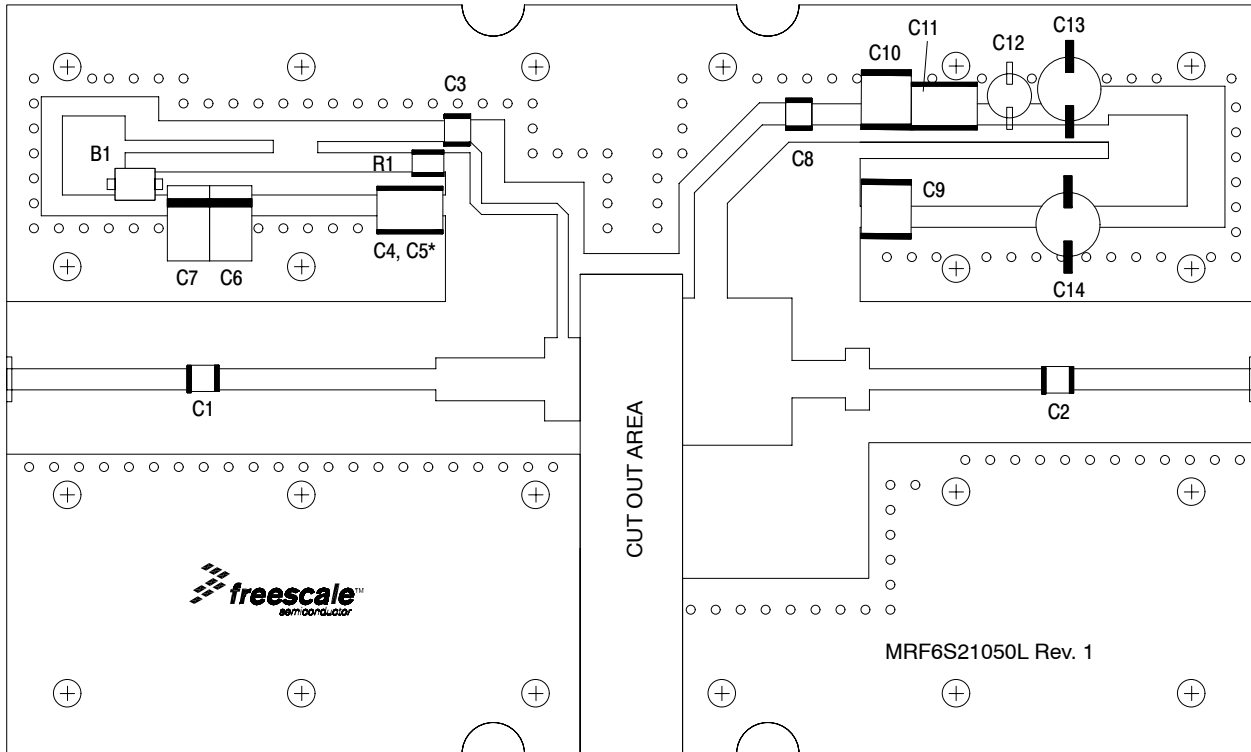 C11
C13
C10
C12
C3
B1
R1
C8
C9
C4, C5*
C7
C6
C14
C1
C2
CUT OUT AREA
freescale™
semiconductor
MRF6S21050L Rev. 1